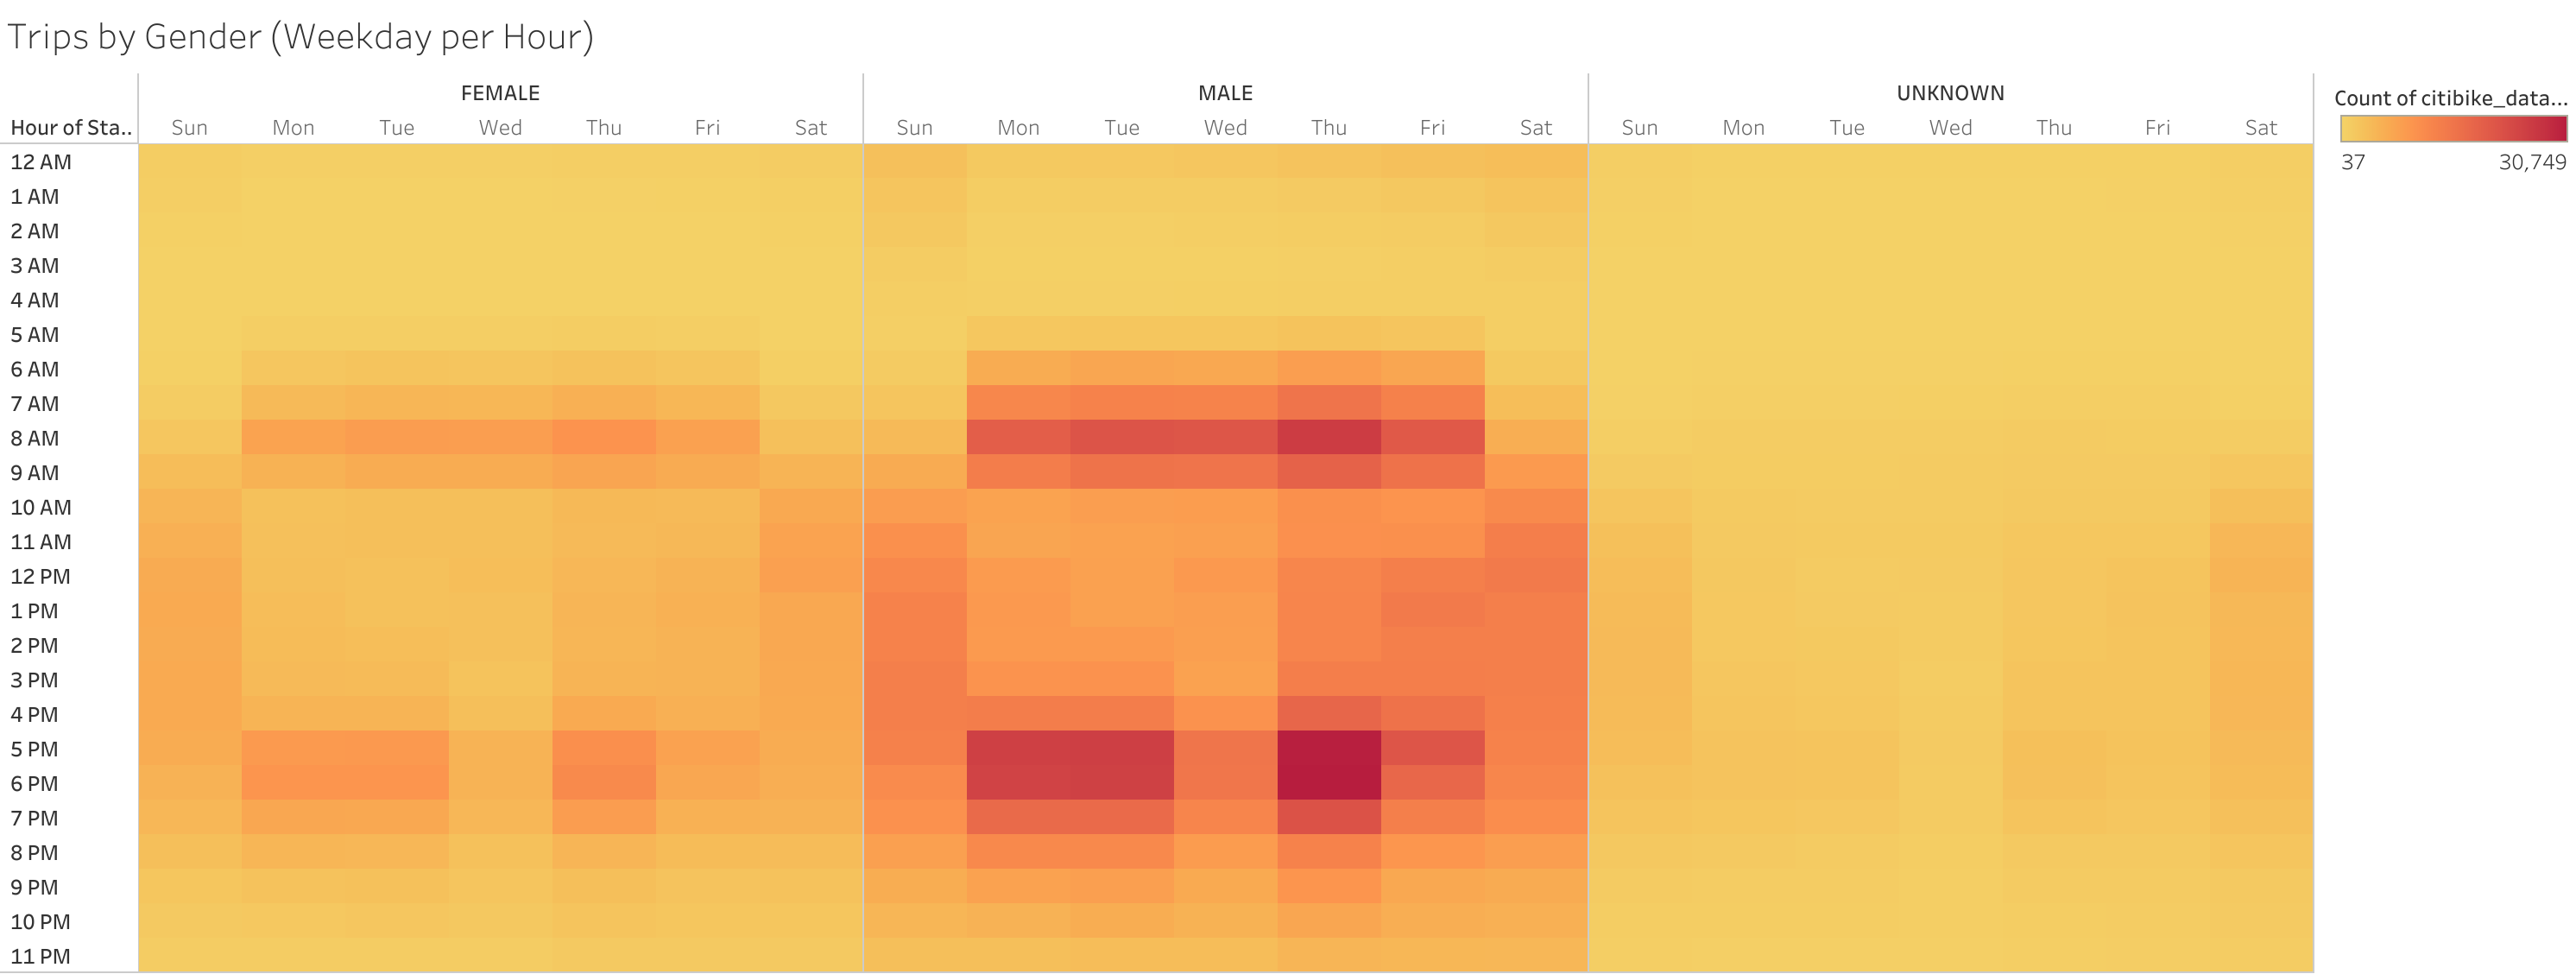 Trips by Gender (Weekday per Hour)
FEMALE MALE UNKNOWN
Hour of Sta.. Sun Mon Tue Wed Thu Fri Sat Sun Mon Tue Wed Thu Fri Sat Sun Mon Tue Wed Thu Fri Sat
12 AM
1 AM
2 AM
3 AM
4 AM
5 AM
6 AM
7 AM
8 AM
9 AM
10 AM
11 AM
12 PM
1 PM
2 PM
3 PM
4 PM
5 PM
6 PM
7 PM
8 PM
9 PM
10 PM
11 PM
Count of citibike_data...
37 30,749